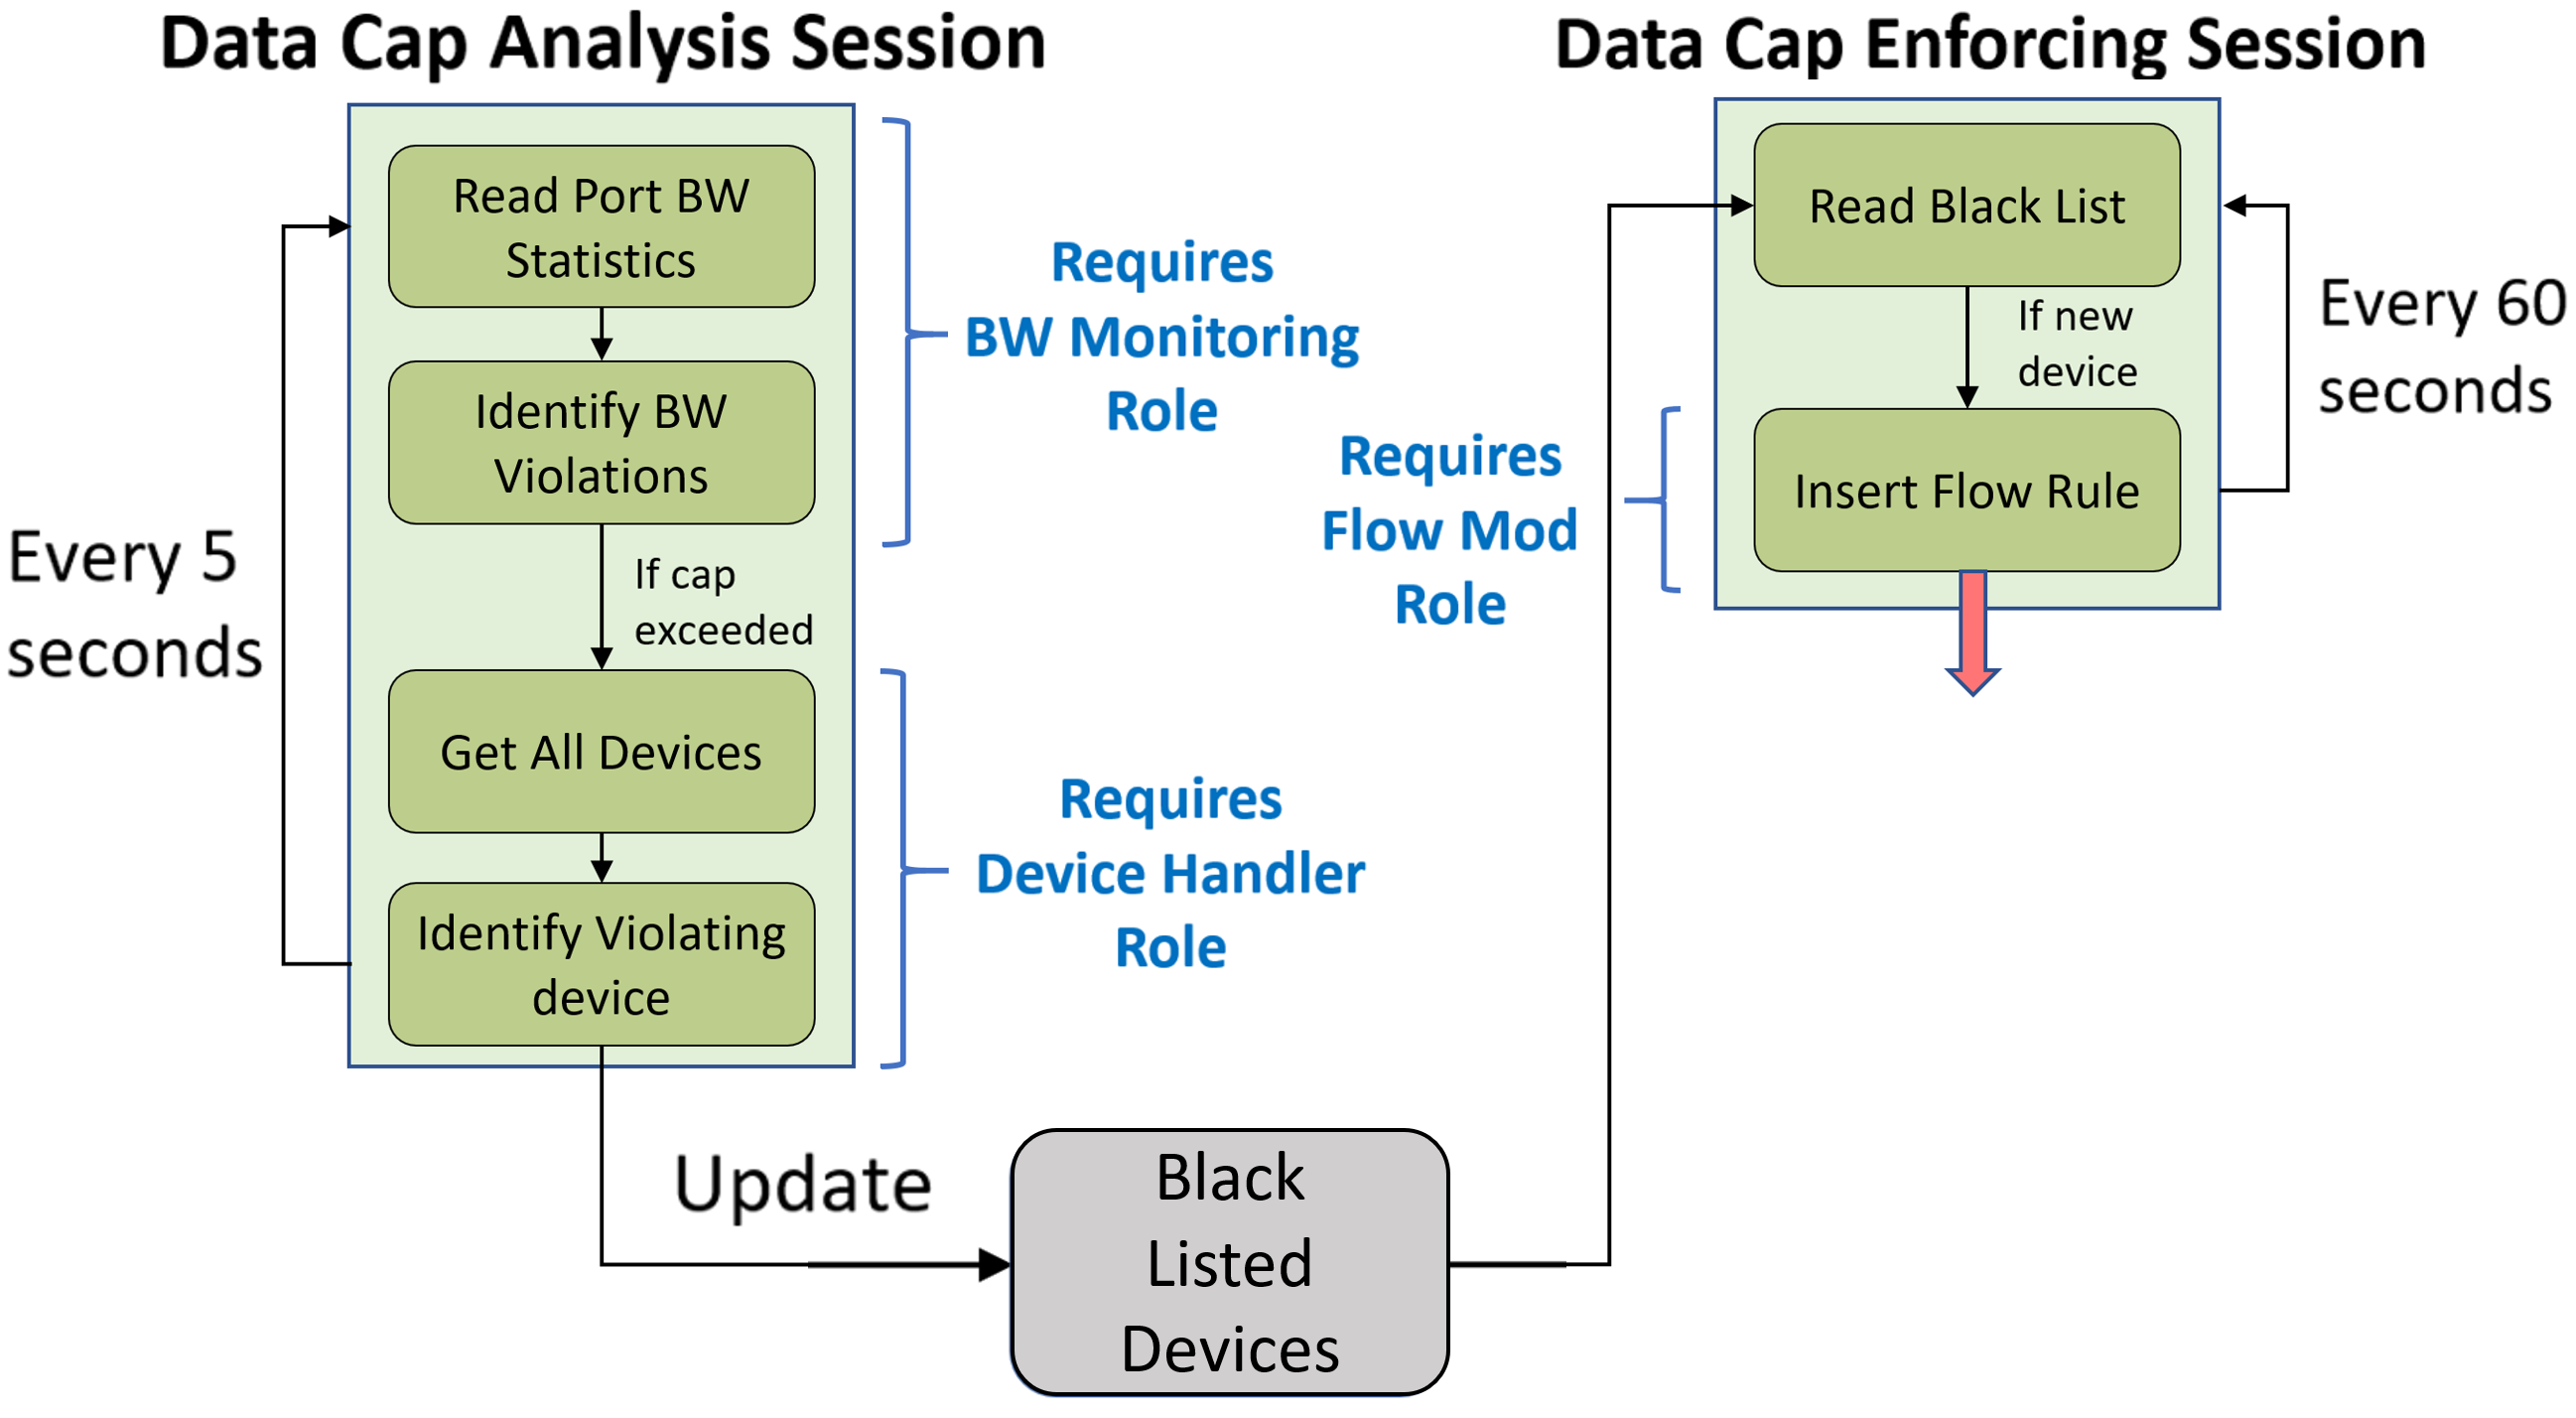 Data Cap Analysis Session
Data Cap Enforcing Session
Read Port BW
Statistics
Identify BW
Violations
If cap
exceeded
Get All Devices
Identify Violating
device
Every 5
seconds
Requires
BW Monitoring
Role
Requires
Device Handler
Role
Update
Black
Listed
Devices
Read Black List
If new
device
Insert Flow Rule
Requires
Flow Mod
Role
Every 60
seconds